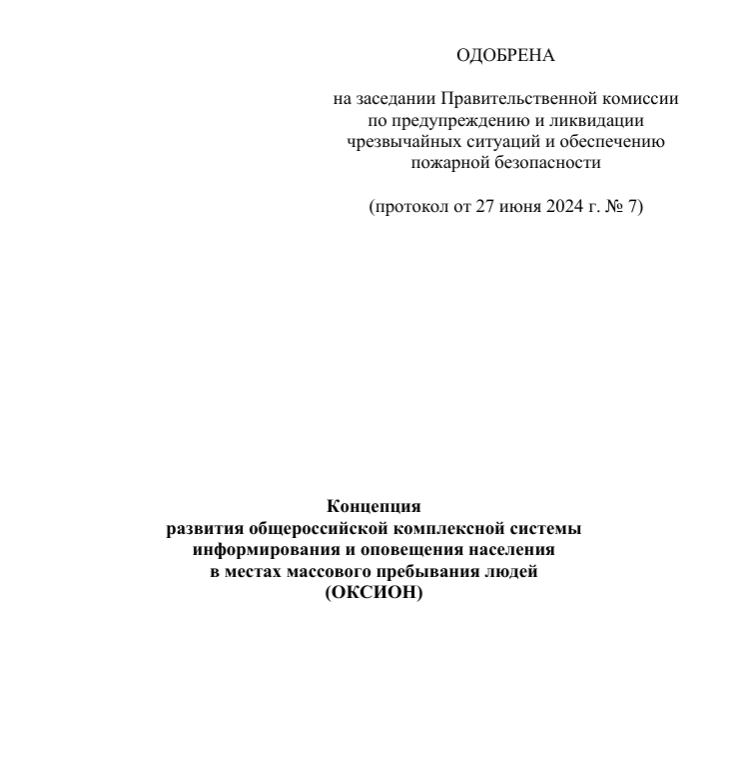 ОДОБРЕНА
на заседании Правительственной комиссии
по предупреждению и ликвидации
чрезвычайных ситуаций и обеспечению
пожарной безопасности
(протокол от 27 июня 2024 г. № 7)
Концепция
развития общероссийской комплексной системы
информирования и оповещения населения
в местах массового пребывания людей
(ОКСИОН)